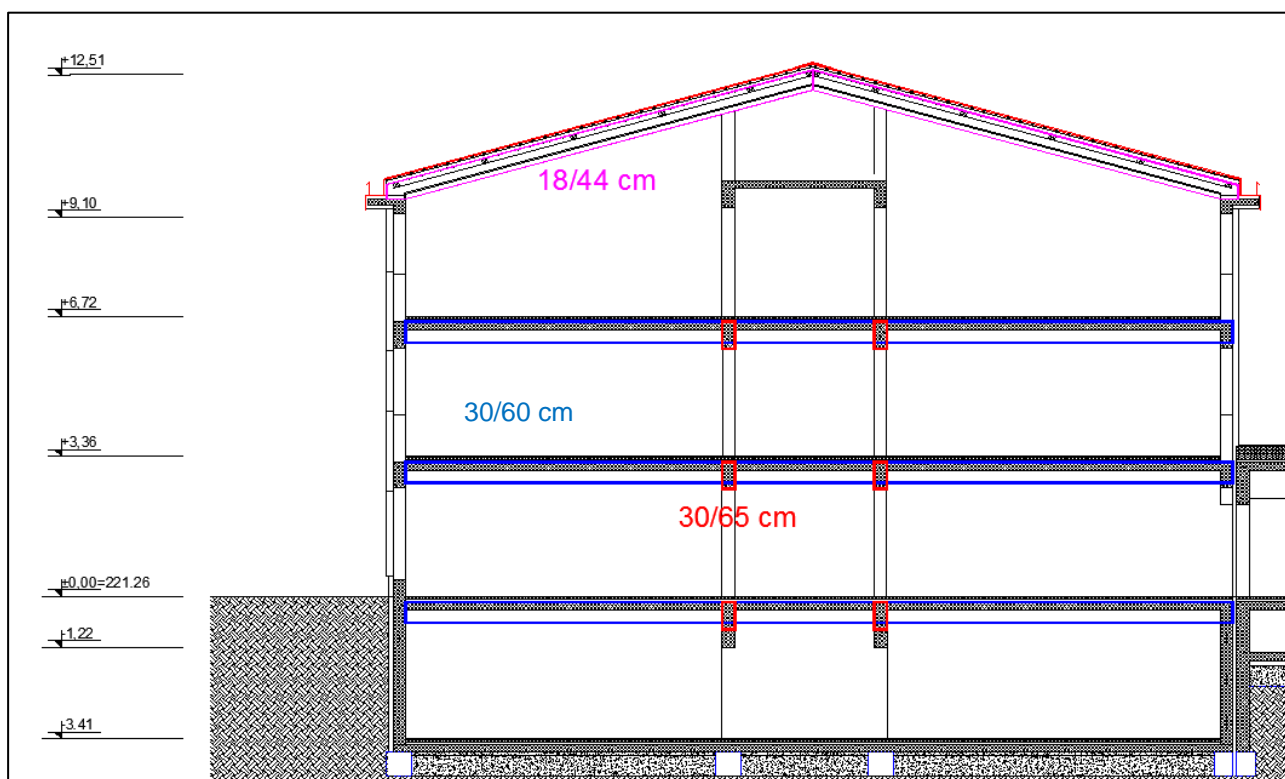 +12,51
18/44 cm
+9,10
+6,72
30/60 cm
+3,36
30/65 cm
±0,00=221.26
-1,22
-3.41